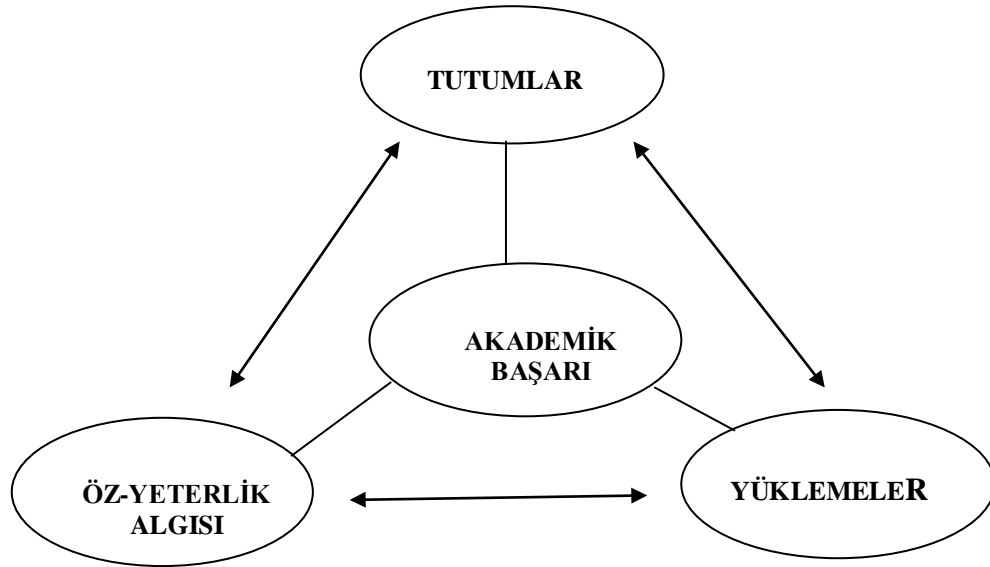 TUTUMLAR
AKADEMİK
BAŞARI
ÖZ-YETERLİK
ALGISI
YÜKLEMELER